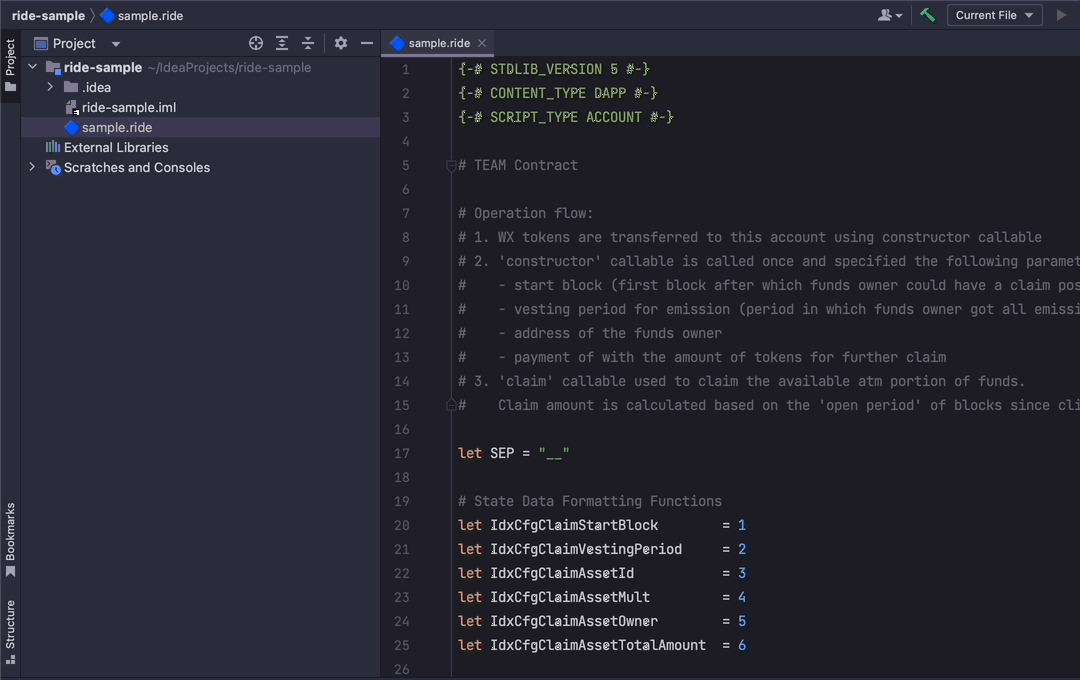 ride-sample
sample.ride
Current File
Project
Project
sample.ride
ride-sample ~/IdeaProjects/ride-sample
.idea
ride-sample.iml
sample.ride
External Libraries
Scratches and Consoles
Bookmarks
Structure
1 {-# STDLIB_VERSION 5 #-}
2 {-# CONTENT_TYPE DAPP #-}
3 {-# SCRIPT_TYPE ACCOUNT #-}
4
5 # TEAM Contract
6
7 # Operation flow:
8 # 1. WX tokens are transferred to this account using constructor callable
9 # 2. 'constructor' callable is called once and specified the following paramet
10 #    - start block (first block after which funds owner could have a claim pos
11 #    - vesting period for emission (period in which funds owner got all emissi
12 #    - address of the funds owner
13 #    - payment of with the amount of tokens for further claim
14 # 3. 'claim' callable used to claim the available atm portion of funds.
15 #    Claim amount is calculated based on the 'open period' of blocks since cli
16
17 let SEP = "__"
18
19 # State Data Formatting Functions
20 let IdxCfgClaimStartBlock        = 1
21 let IdxCfgClaimVestingPeriod     = 2
22 let IdxCfgClaimAssetId           = 3
23 let IdxCfgClaimAssetMult         = 4
24 let IdxCfgClaimAssetOwner        = 5
25 let IdxCfgClaimAssetTotalAmount  = 6
26